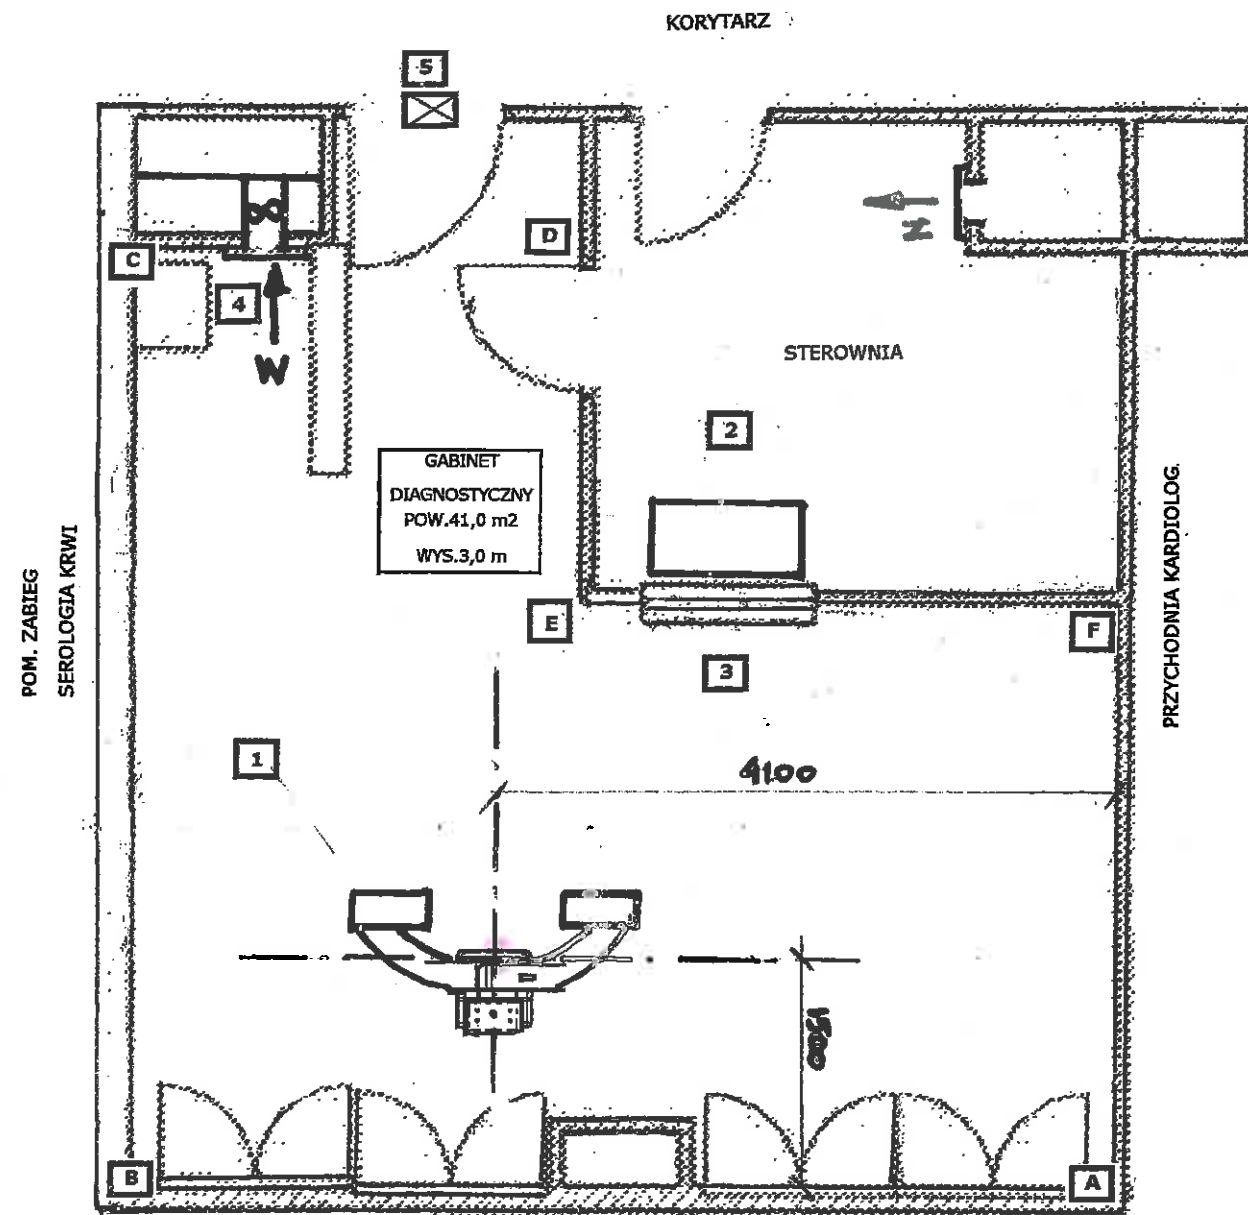 KORYTARZ
5
D
N
C
4
W
STEROWNIA
2
GABINET
DIAGNOSTYCZNY
POW.41,0 m2
WYS.3,0 m
POM. ZABIEG
SEROLOGIA KRWI
PRZYCHODNIA KARDIOLOG.
E
F
3
1
4100
1500
B
A